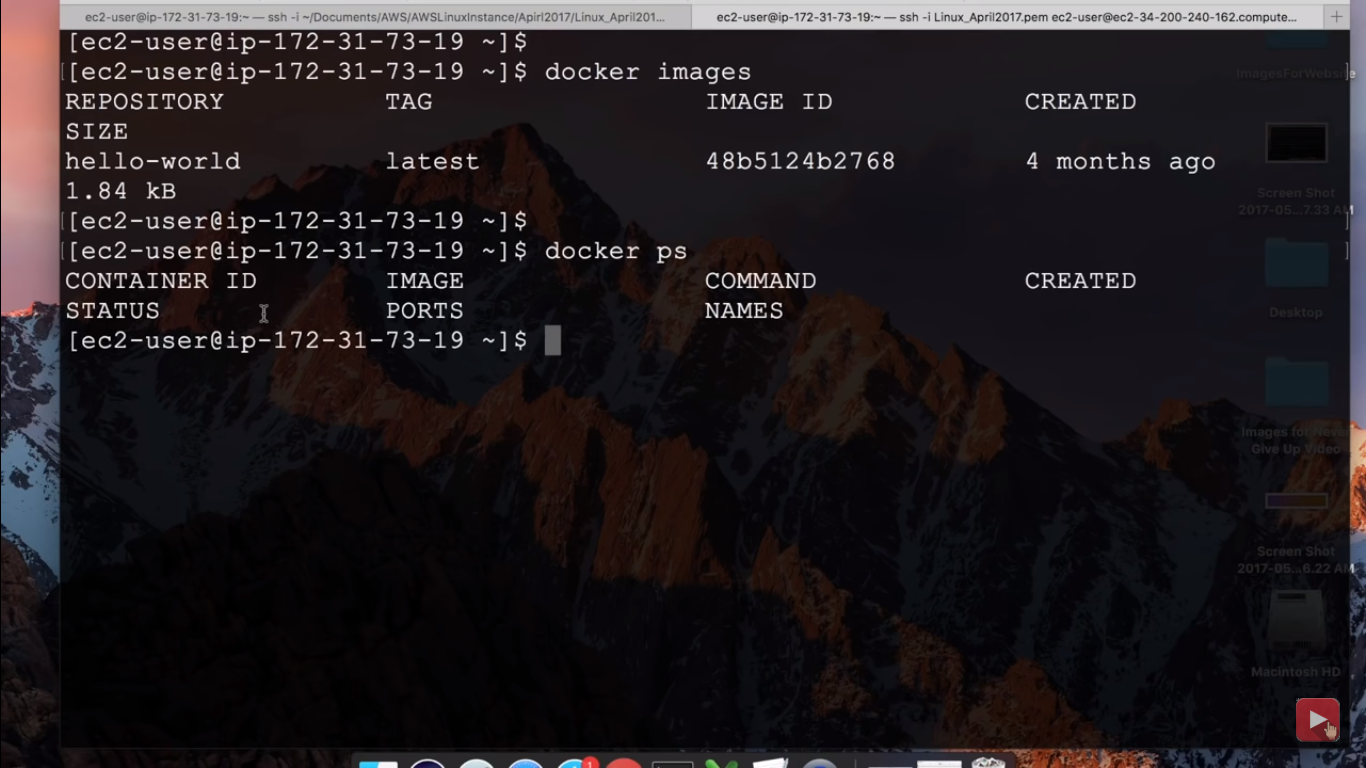 ec2-user@ip-172-31-73-19:~ — ssh -i ~/Documents/AWS/AWSLinuxInstance/Apirl2017/Linux_April201...
ec2-user@ip-172-31-73-19:~ — ssh -i Linux_April2017.pem ec2-user@ec2-34-200-240-162.compute...
[ec2-user@ip-172-31-73-19 ~]$
[[ec2-user@ip-172-31-73-19 ~]$ docker images ]
REPOSITORY TAG IMAGE ID CREATED
SIZE
hello-world latest 48b5124b2768 4 months ago
1.84 kB
[[ec2-user@ip-172-31-73-19 ~]$ ]
[[ec2-user@ip-172-31-73-19 ~]$ docker ps ]
CONTAINER ID IMAGE COMMAND CREATED
STATUS PORTS NAMES
[ec2-user@ip-172-31-73-19 ~]$
ImagesForWebsite
Screen Shot
2017-05...7.33 AM
Desktop
Images for Never
Give Up Video
Screen Shot
2017-05...6.22 AM
Macintosh HD
1